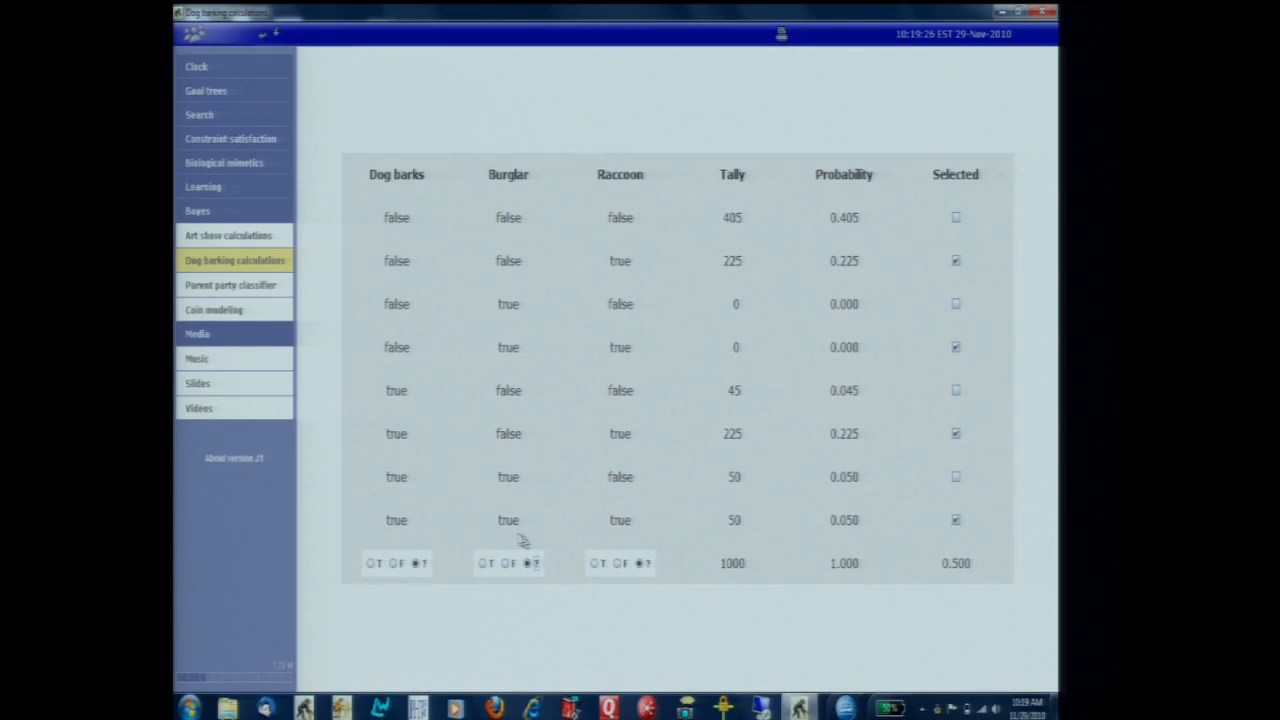 Dog barking calculations
10:19:26 EST 29-Nov-2010
Clock
Goal trees
Search
Constraint satisfaction
Biological mimetics
Learning
Bayes
Art show calculations
Dog barking calculations
Parent party classifier
Coin modeling
Media
Music
Slides
Videos
About version J1
Dog barks Burglar Raccoon Tally Probability Selected
false false false 405 0.405
false false true 225 0.225
false true false 0 0.000
false true true 0 0.000
true false false 45 0.045
true false true 225 0.225
true true false 50 0.050
true true true 50 0.050
T F ? T F ? T F ? 1000 1.000 0.500
50%
10:19 AM
11/29/2010